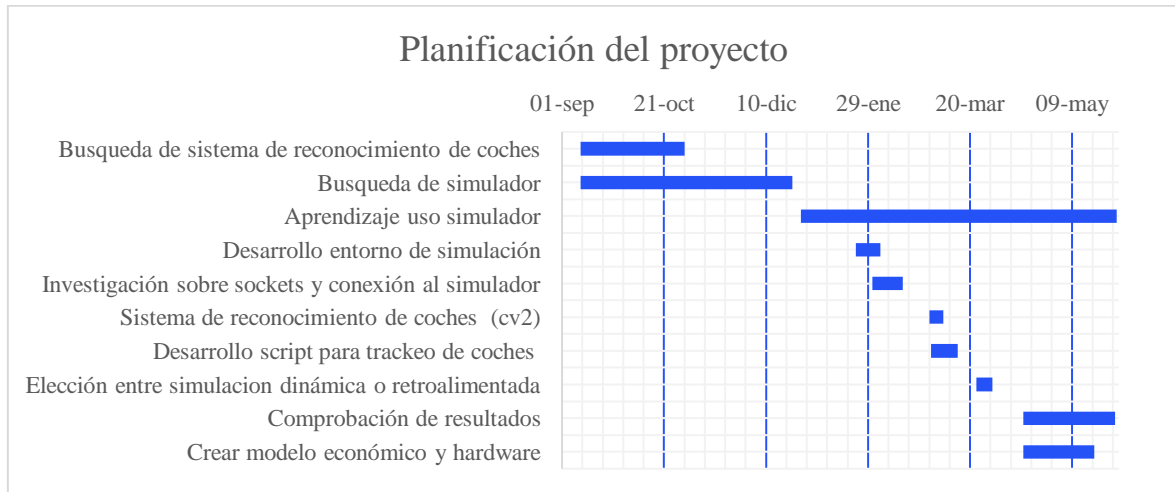 Planificación del proyecto
01-sep 21-oct 10-dic 29-ene 20-mar 09-may
Busqueda de sistema de reconocimiento de coches
Busqueda de simulador
Aprendizaje uso simulador
Desarrollo entorno de simulación
Investigación sobre sockets y conexión al simulador
Sistema de reconocimiento de coches (cv2)
Desarrollo script para trackeo de coches
Elección entre simulacion dinámica o retroalimentada
Comprobación de resultados
Crear modelo económico y hardware